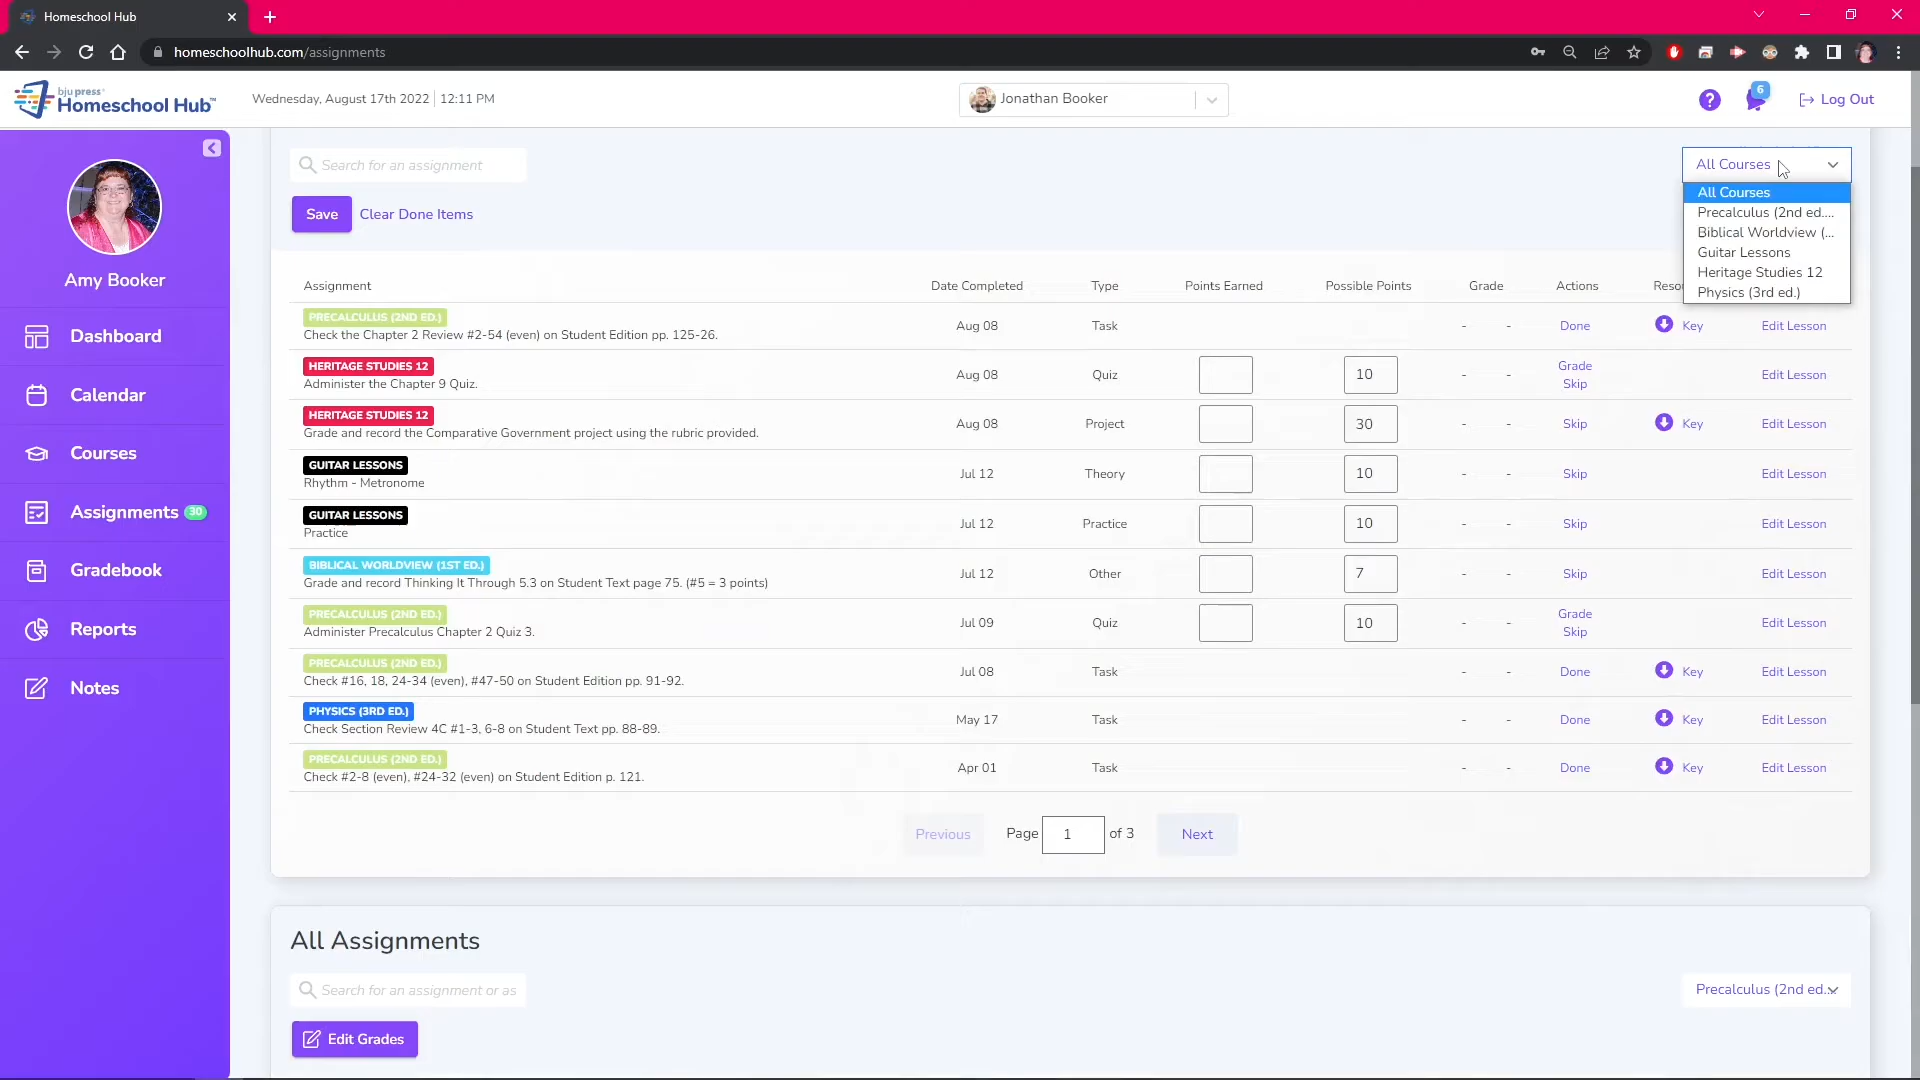 Homeschool Hub
homeschoolhub.com/assignments
bju press
Homeschool Hub™
Wednesday, August 17th 2022 | 12:11 PM
Jonathan Booker
?
6
Log Out
Amy Booker
Dashboard
Calendar
Courses
Assignments 30
Gradebook
Reports
Notes
Search for an assignment
All Courses
All Courses
Precalculus (2nd ed....
Biblical Worldview (...
Guitar Lessons
Heritage Studies 12
Physics (3rd ed.)
Save Clear Done Items
Assignment Date Completed Type Points Earned Possible Points Grade Actions Resou
PRECALCULUS (2ND ED.)
Check the Chapter 2 Review #2-54 (even) on Student Edition pp. 125-26. Aug 08 Task - - Done Key Edit Lesson
HERITAGE STUDIES 12
Administer the Chapter 9 Quiz. Aug 08 Quiz 10 - - Grade Skip Edit Lesson
HERITAGE STUDIES 12
Grade and record the Comparative Government project using the rubric provided. Aug 08 Project 30 - - Skip Key Edit Lesson
GUITAR LESSONS
Rhythm - Metronome Jul 12 Theory 10 - - Skip Edit Lesson
GUITAR LESSONS
Practice Jul 12 Practice 10 - - Skip Edit Lesson
BIBLICAL WORLDVIEW (1ST ED.)
Grade and record Thinking It Through 5.3 on Student Text page 75. (#5 = 3 points) Jul 12 Other 7 - - Skip Edit Lesson
PRECALCULUS (2ND ED.)
Administer Precalculus Chapter 2 Quiz 3. Jul 09 Quiz 10 - - Grade Skip Edit Lesson
PRECALCULUS (2ND ED.)
Check #16, 18, 24-34 (even), #47-50 on Student Edition pp. 91-92. Jul 08 Task - - Done Key Edit Lesson
PHYSICS (3RD ED.)
Check Section Review 4C #1-3, 6-8 on Student Text pp. 88-89. May 17 Task - - Done Key Edit Lesson
PRECALCULUS (2ND ED.)
Check #2-8 (even), #24-32 (even) on Student Edition p. 121. Apr 01 Task - - Done Key Edit Lesson
Previous Page 1 of 3 Next
All Assignments
Search for an assignment or as
Precalculus (2nd ed...
Edit Grades